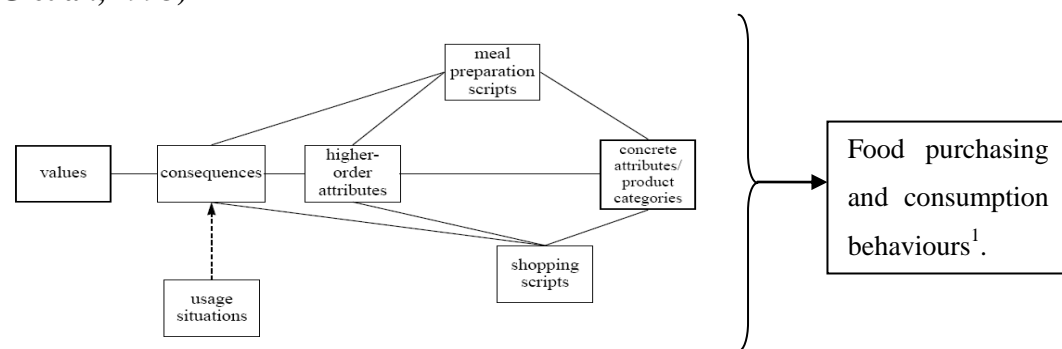 meal
preparation
scripts
values
consequences
higher-
order
attributes
concrete
attributes/
product
categories
shopping
scripts
usage
situations
Food purchasing
and consumption
behaviours¹.